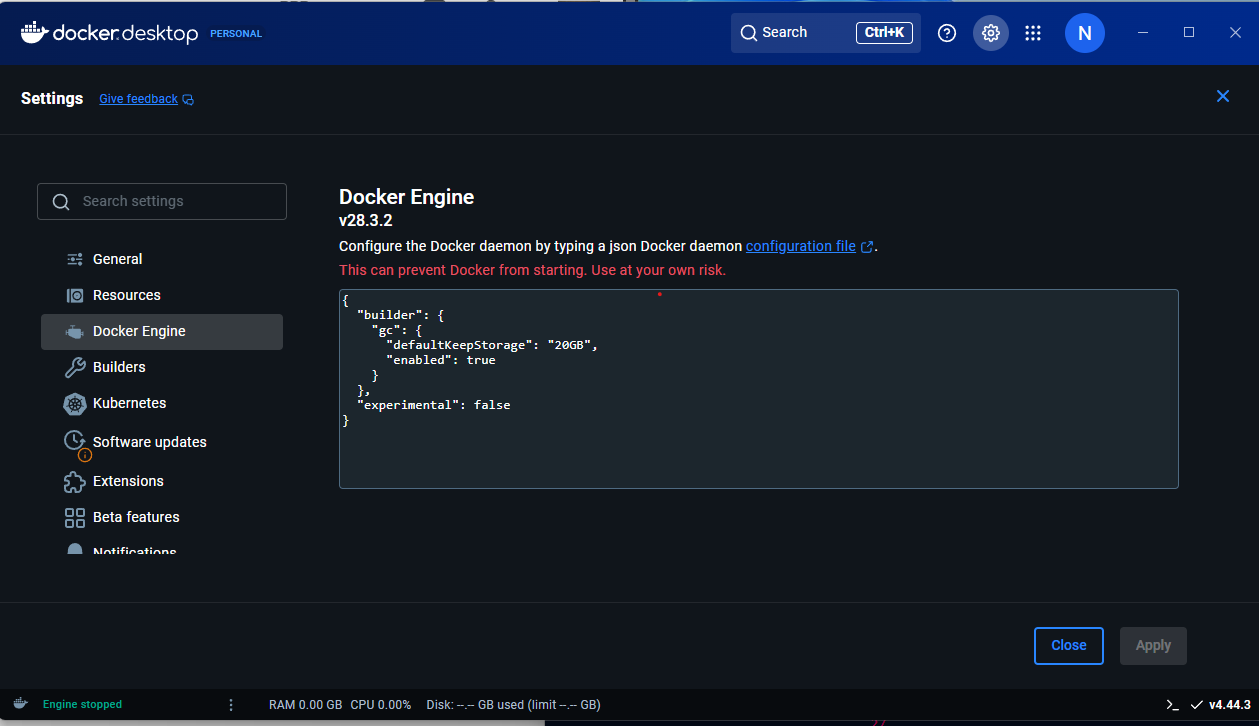 docker.desktop PERSONAL Search Ctrl+K N
Settings Give feedback
Search settings
General
Resources
Docker Engine
Builders
Kubernetes
Software updates
Extensions
Beta features
Notifications
Docker Engine
v28.3.2
Configure the Docker daemon by typing a json Docker daemon configuration file.
This can prevent Docker from starting. Use at your own risk.
{
  "builder": {
    "gc": {
      "defaultKeepStorage": "20GB",
      "enabled": true
    }
  },
  "experimental": false
}
Close Apply
Engine stopped RAM 0.00 GB CPU 0.00% Disk: --.-- GB used (limit --.-- GB) v4.44.3